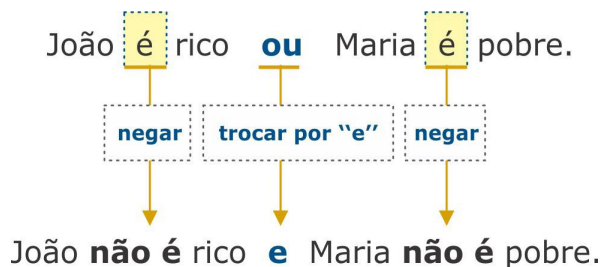 João é rico ou Maria é pobre.
negar trocar por “e” negar
João não é rico e Maria não é pobre.